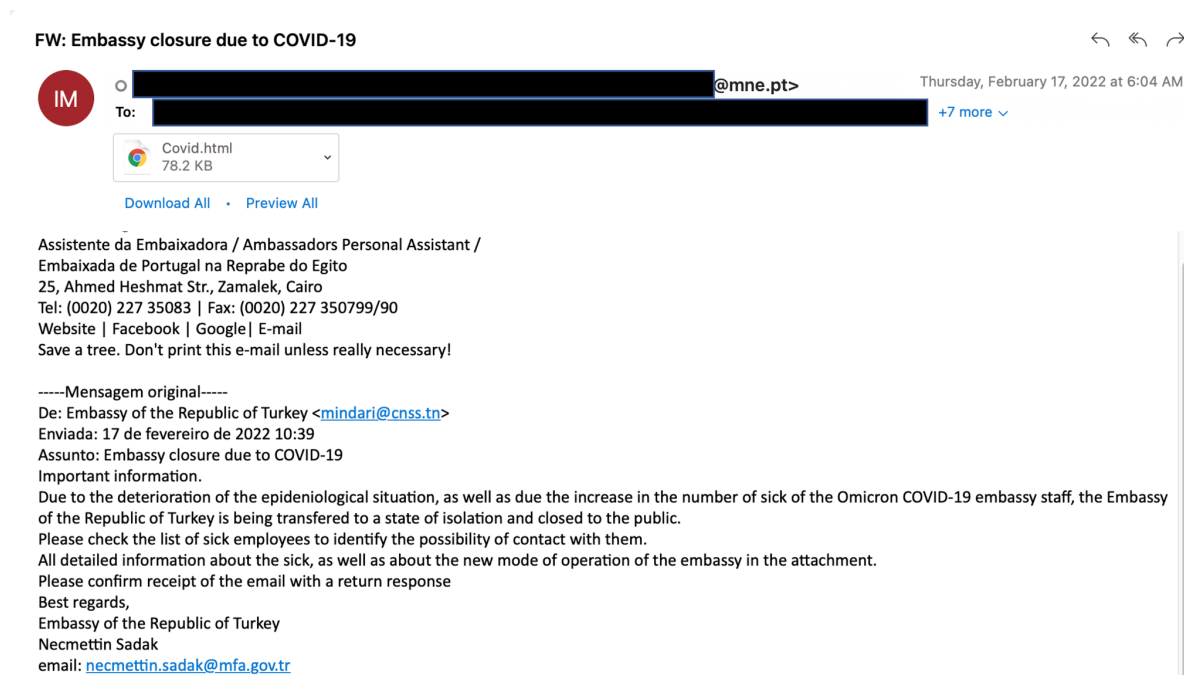 FW: Embassy closure due to COVID-19
IM
@mne.pt>
Thursday, February 17, 2022 at 6:04 AM
To:
+7 more
Covid.html
78.2 KB
Download All • Preview All
Assistente da Embaixadora / Ambassadors Personal Assistant /
Embaixada de Portugal na Reprabe do Egito
25, Ahmed Heshmat Str., Zamalek, Cairo
Tel: (0020) 227 35083 | Fax: (0020) 227 350799/90
Website | Facebook | Google| E-mail
Save a tree. Don't print this e-mail unless really necessary!
-----Mensagem original-----
De: Embassy of the Republic of Turkey <mindari@cnss.tn>
Enviada: 17 de fevereiro de 2022 10:39
Assunto: Embassy closure due to COVID-19
Important information.
Due to the deterioration of the epideniological situation, as well as due the increase in the number of sick of the Omicron COVID-19 embassy staff, the Embassy
of the Republic of Turkey is being transfered to a state of isolation and closed to the public.
Please check the list of sick employees to identify the possibility of contact with them.
All detailed information about the sick, as well as about the new mode of operation of the embassy in the attachment.
Please confirm receipt of the email with a return response
Best regards,
Embassy of the Republic of Turkey
Necmettin Sadak
email: necmettin.sadak@mfa.gov.tr